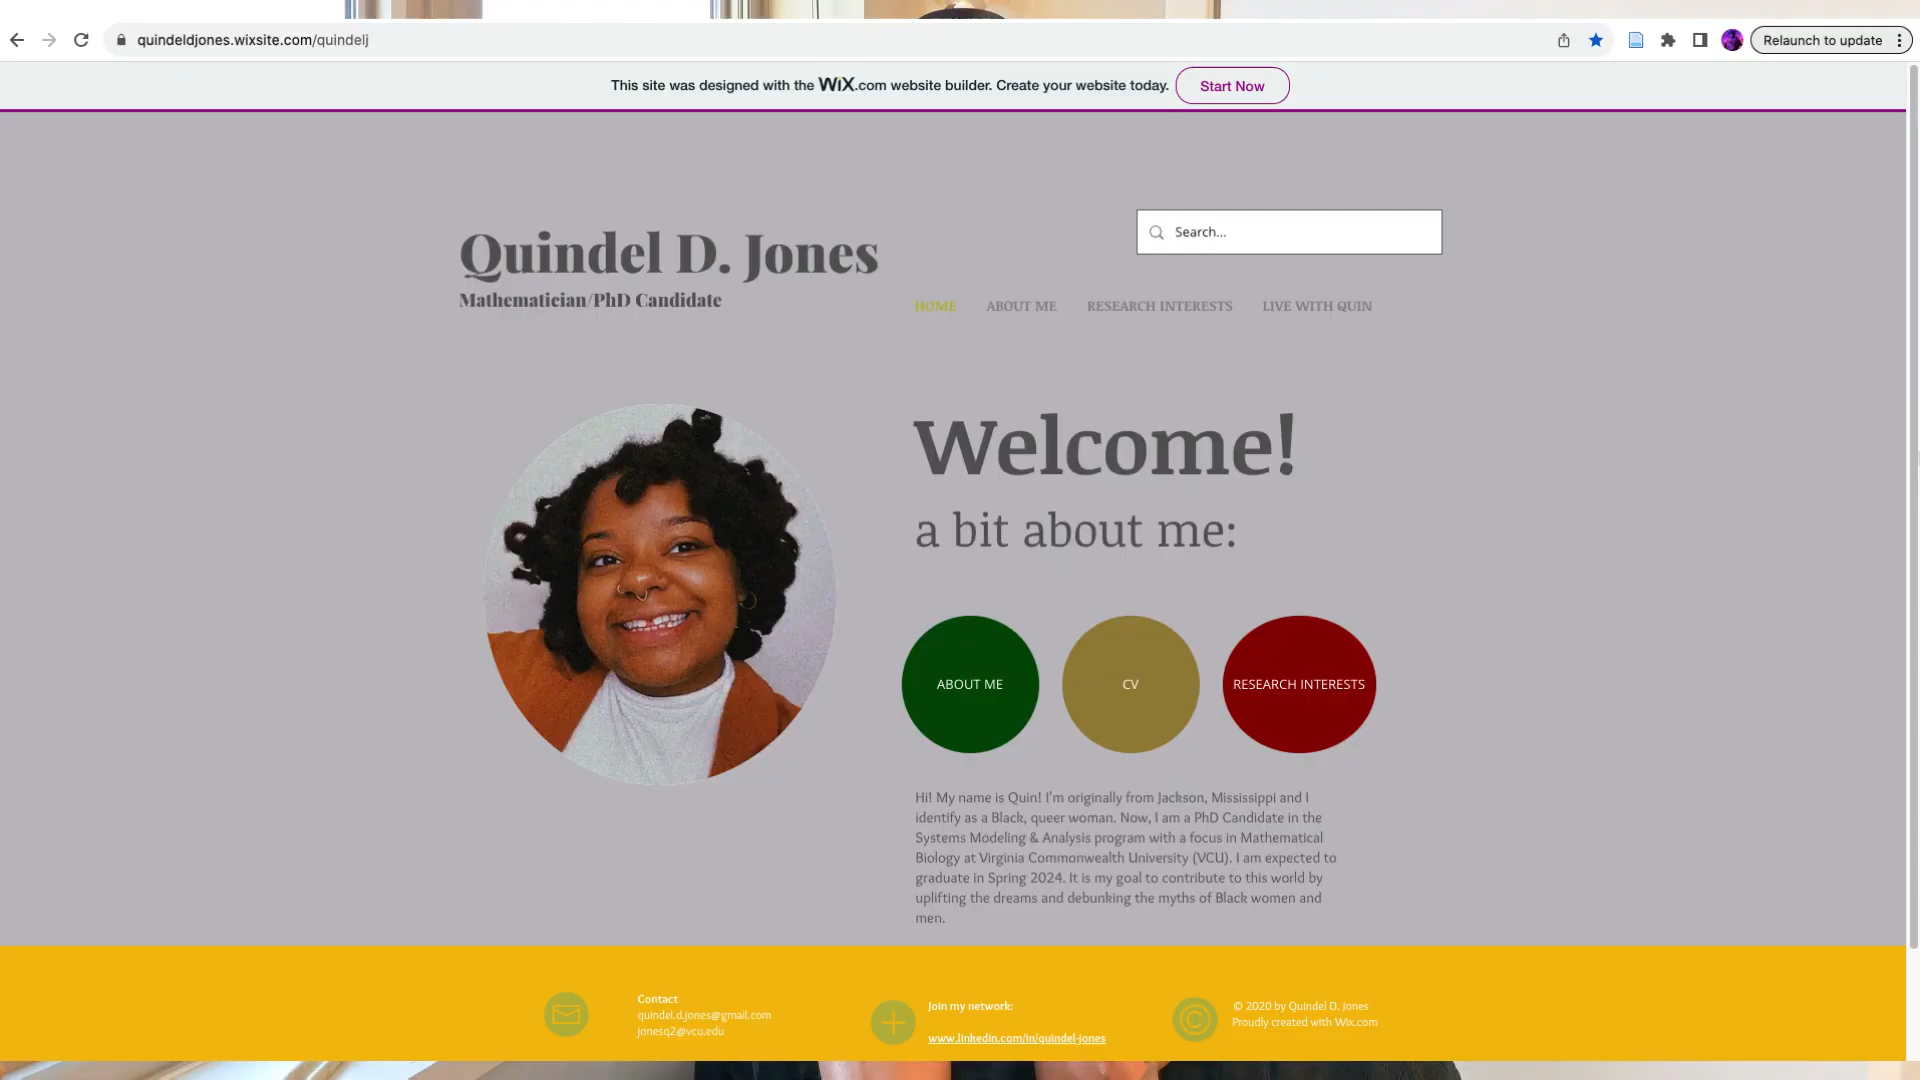 quindeldjones.wixsite.com/quindelj
Relaunch to update
This site was designed with the WiX.com website builder. Create your website today.
Start Now
Search...
Quindel D. Jones
Mathematician/PhD Candidate
HOME ABOUT ME RESEARCH INTERESTS LIVE WITH QUIN
Welcome!
a bit about me:
ABOUT ME
CV
RESEARCH INTERESTS
Hi! My name is Quin! I'm originally from Jackson, Mississippi and I
identify as a Black, queer woman. Now, I am a PhD Candidate in the
Systems Modeling & Analysis program with a focus in Mathematical
Biology at Virginia Commonwealth University (VCU). I am expected to
graduate in Spring 2024. It is my goal to contribute to this world by
uplifting the dreams and debunking the myths of Black women and
men.
Contact
quindel.d.jones@gmail.com
jonesq2@vcu.edu
Join my network:
www.linkedin.com/in/quindel-jones
© 2020 by Quindel D. Jones
Proudly created with Wix.com